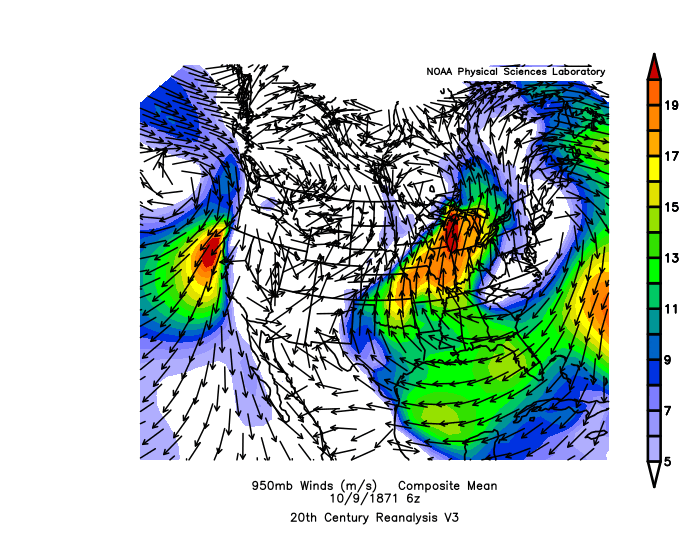 NOAA Physical Sciences Laboratory
19
17
15
13
11
9
7
5
950mb Winds (m/s) Composite Mean
10/9/1871 6z
20th Century Reanalysis V3